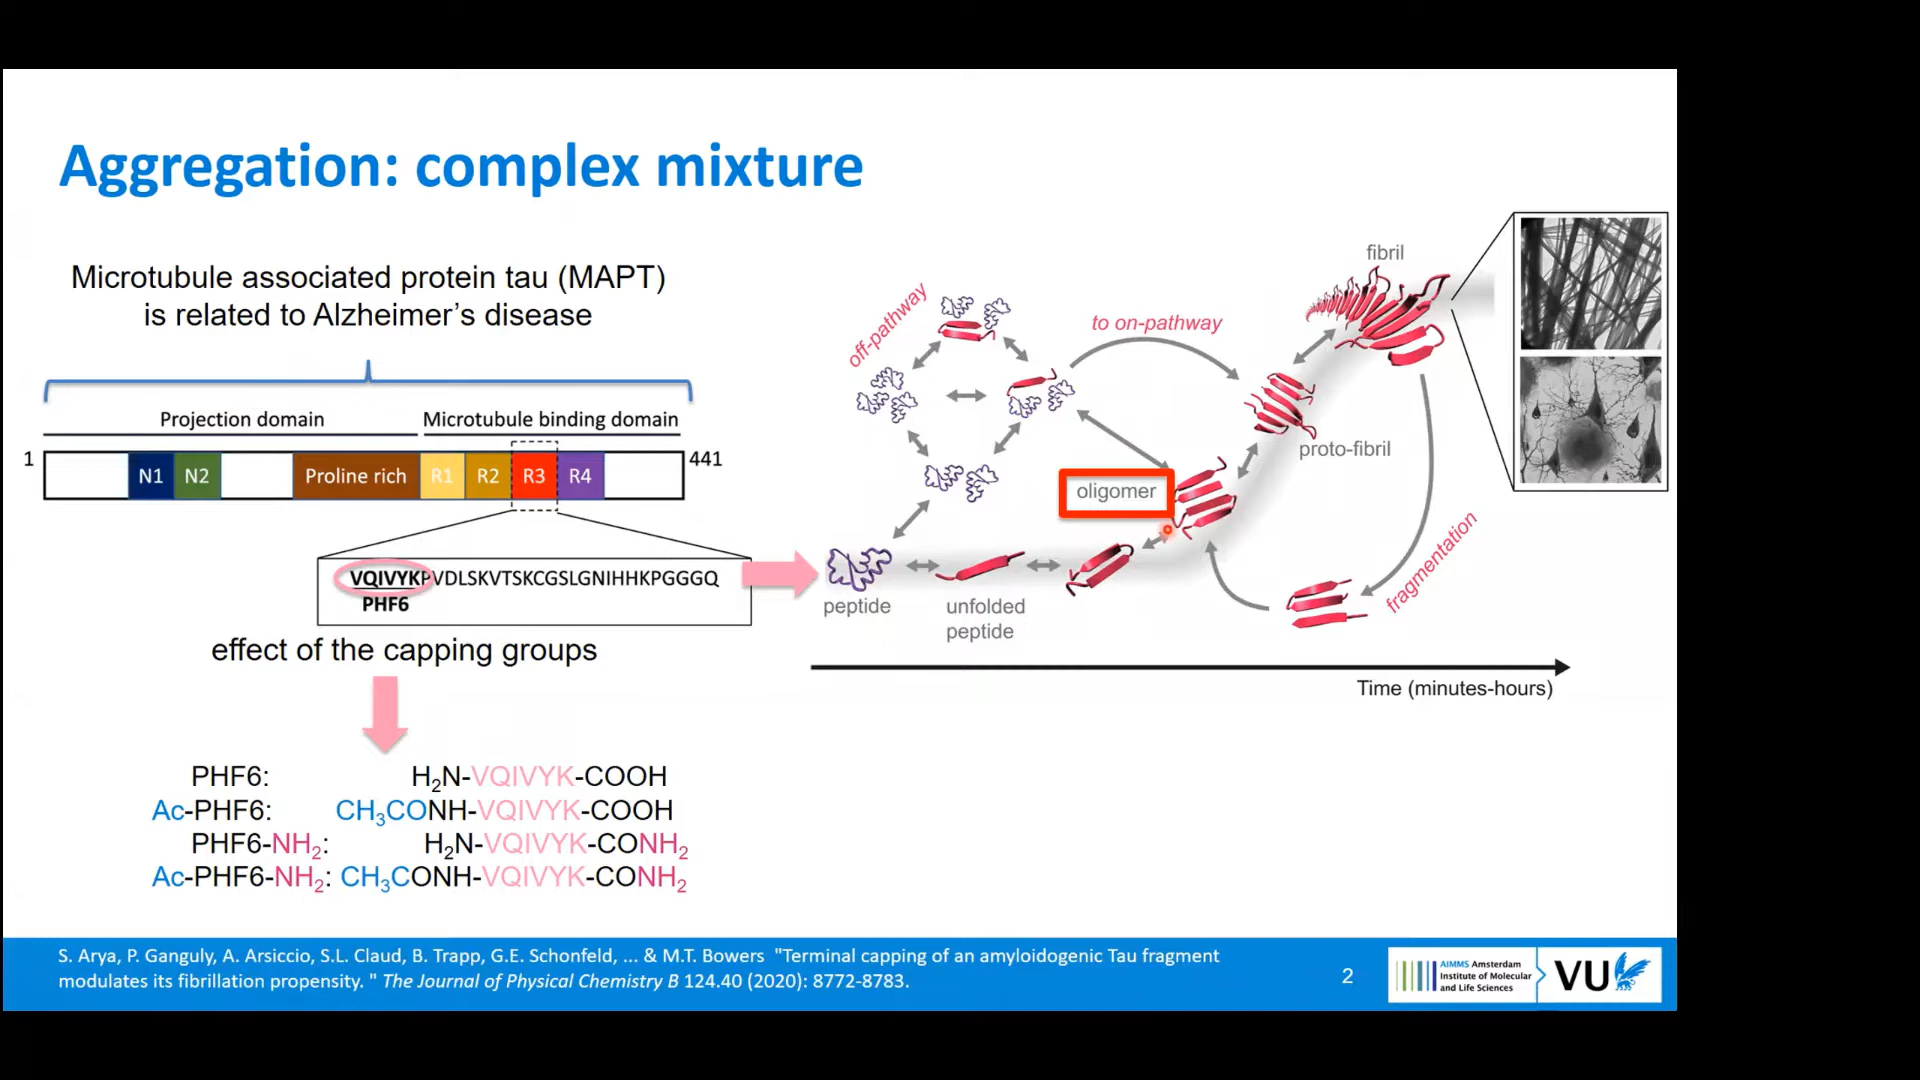 Aggregation: complex mixture
Microtubule associated protein tau (MAPT)
is related to Alzheimer's disease
Projection domain
Microtubule binding domain
1
N1
N2
Proline rich
R1
R2
R3
R4
441
VQIVYKPVDLSKVTSKCGSLGNIHHKPGGGQ
PHF6
effect of the capping groups
PHF6: H₂N-VQIVYK-COOH
Ac-PHF6: CH₃CONH-VQIVYK-COOH
PHF6-NH₂: H₂N-VQIVYK-CONH₂
Ac-PHF6-NH₂: CH₃CONH-VQIVYK-CONH₂
off-pathway
to on-pathway
fibril
proto-fibril
oligomer
peptide
unfolded
peptide
fragmentation
Time (minutes-hours)
S. Arya, P. Ganguly, A. Arsiccio, S.L. Claud, B. Trapp, G.E. Schonfeld, ... & M.T. Bowers "Terminal capping of an amyloidogenic Tau fragment
modulates its fibrillation propensity. " The Journal of Physical Chemistry B 124.40 (2020): 8772-8783.
2
AIMMS Amsterdam
Institute of Molecular
and Life Sciences
VU